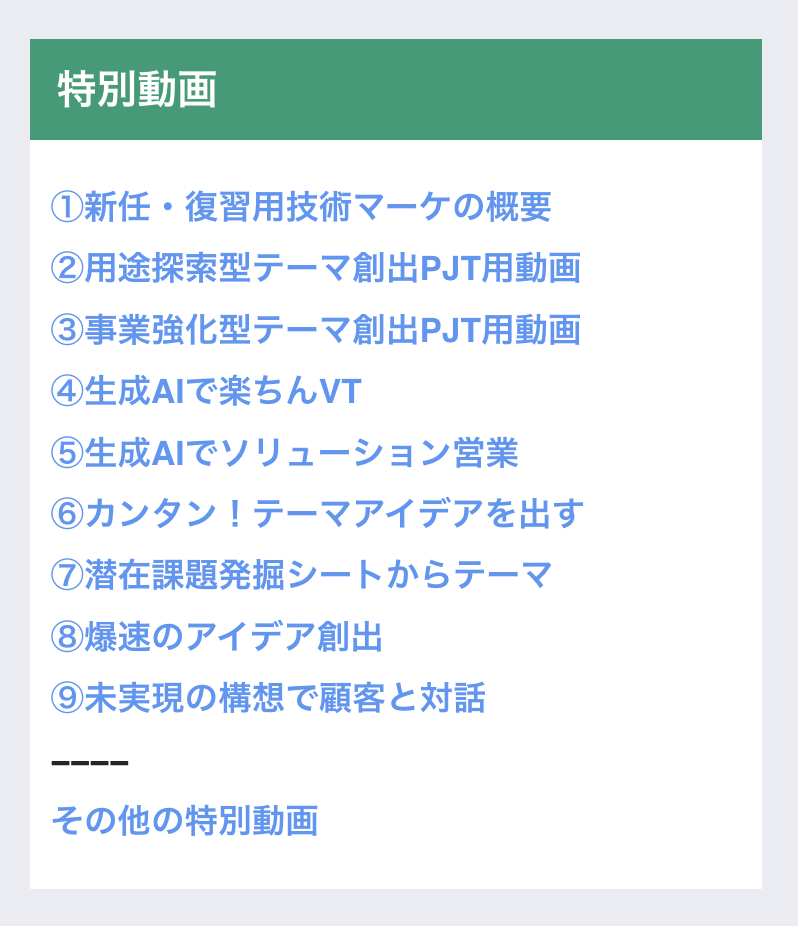 特別動画
①新任・復習用技術マーケの概要
②用途探索型テーマ創出PJT用動画
③事業強化型テーマ創出PJT用動画
④生成AIで楽ちんVT
⑤生成AIでソリューション営業
⑥カンタン！テーマアイデアを出す
⑦潜在課題発掘シートからテーマ
⑧爆速のアイデア創出
⑨未実現の構想で顧客と対話
––––
その他の特別動画